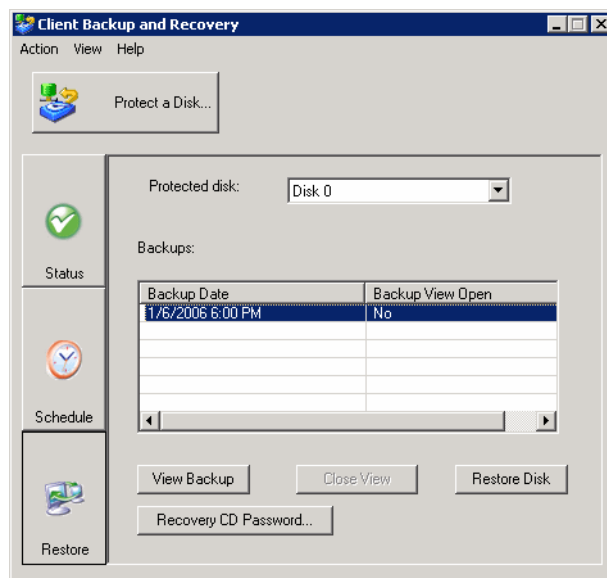 Client Backup and Recovery
Action View Help
Protect a Disk...
Protected disk: Disk 0
Status
Backups:
Backup Date Backup View Open
1/6/2006 6:00 PM No
Schedule
View Backup Close View Restore Disk
Recovery CD Password...
Restore